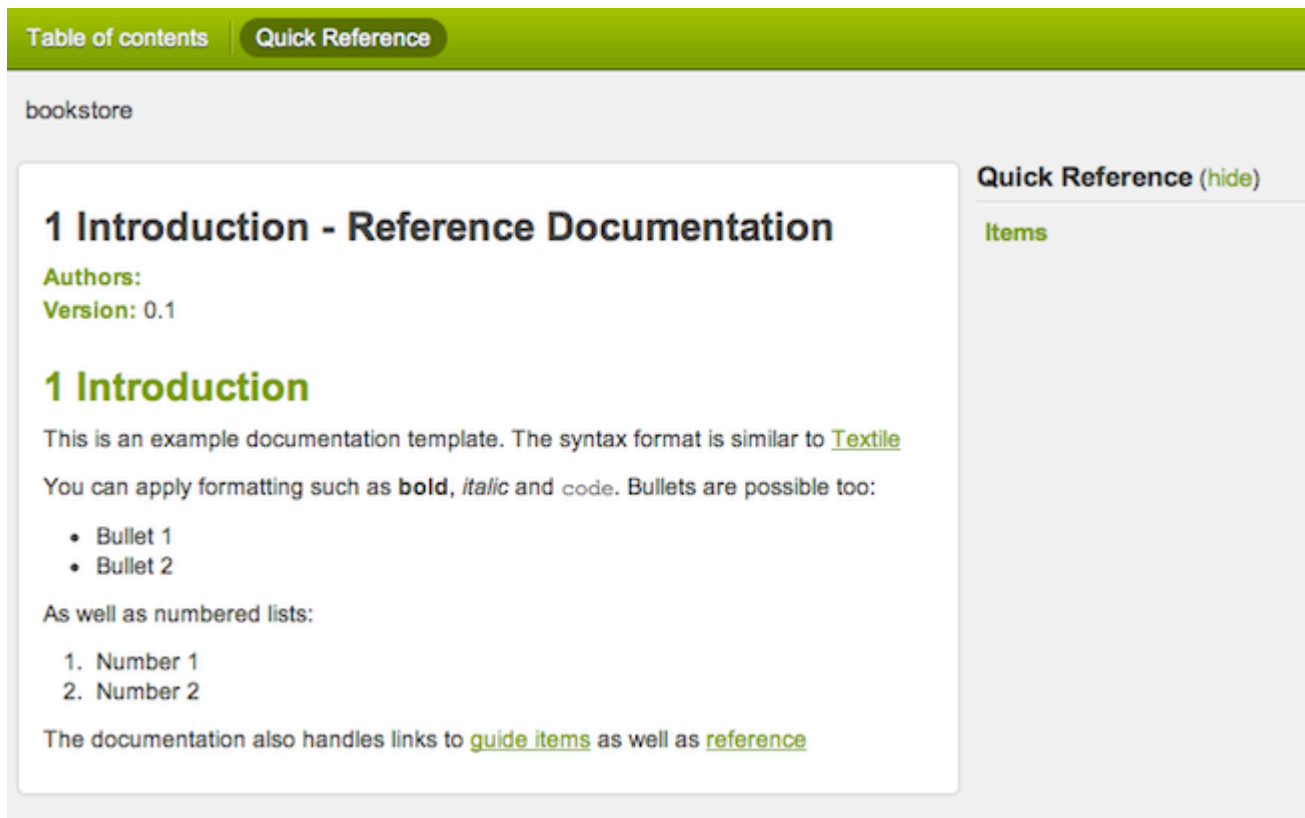 Table of contents Quick Reference
bookstore
Quick Reference (hide)
Items
1 Introduction - Reference Documentation
Authors:
Version: 0.1
1 Introduction
This is an example documentation template. The syntax format is similar to Textile
You can apply formatting such as bold, italic and code. Bullets are possible too:
• Bullet 1
• Bullet 2
As well as numbered lists:
1. Number 1
2. Number 2
The documentation also handles links to guide items as well as reference